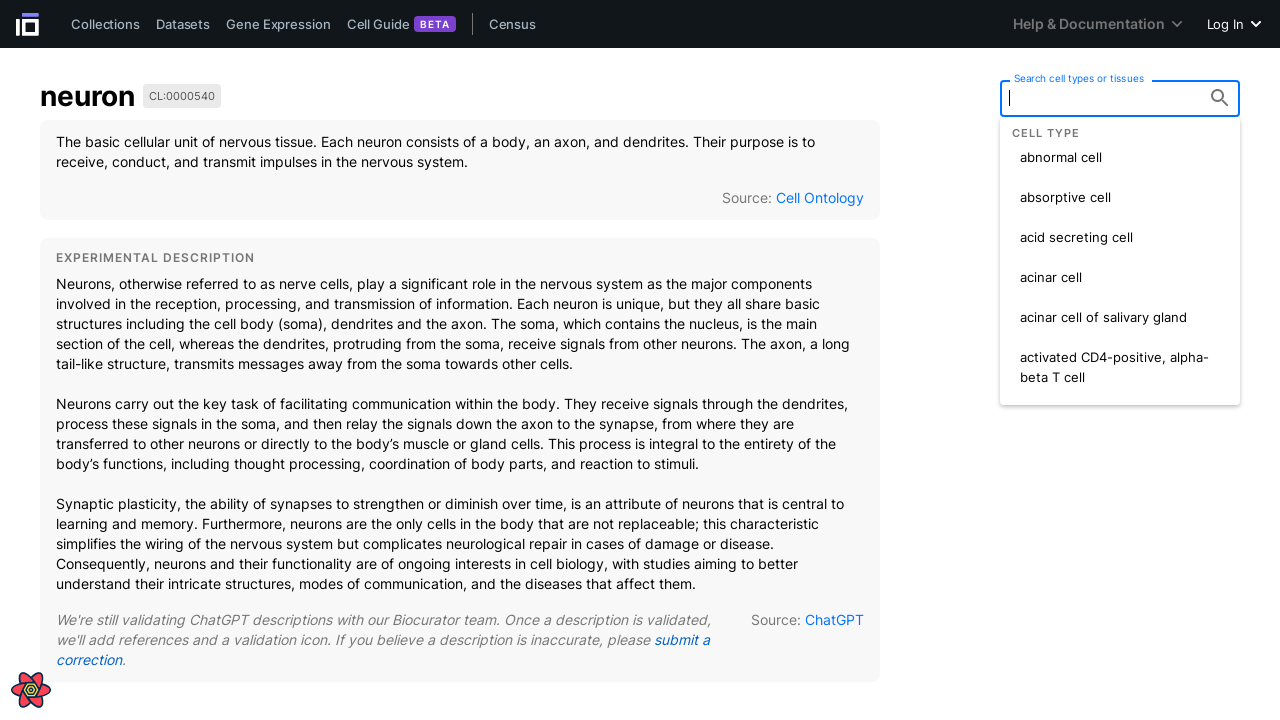 Collections Datasets Gene Expression Cell Guide BETA Census Help & Documentation Log In
neuron CL:0000540
The basic cellular unit of nervous tissue. Each neuron consists of a body, an axon, and dendrites. Their purpose is to
receive, conduct, and transmit impulses in the nervous system.
Source: Cell Ontology
EXPERIMENTAL DESCRIPTION
Neurons, otherwise referred to as nerve cells, play a significant role in the nervous system as the major components
involved in the reception, processing, and transmission of information. Each neuron is unique, but they all share basic
structures including the cell body (soma), dendrites and the axon. The soma, which contains the nucleus, is the main
section of the cell, whereas the dendrites, protruding from the soma, receive signals from other neurons. The axon, a long
tail-like structure, transmits messages away from the soma towards other cells.
Neurons carry out the key task of facilitating communication within the body. They receive signals through the dendrites,
process these signals in the soma, and then relay the signals down the axon to the synapse, from where they are
transferred to other neurons or directly to the body’s muscle or gland cells. This process is integral to the entirety of the
body’s functions, including thought processing, coordination of body parts, and reaction to stimuli.
Synaptic plasticity, the ability of synapses to strengthen or diminish over time, is an attribute of neurons that is central to
learning and memory. Furthermore, neurons are the only cells in the body that are not replaceable; this characteristic
simplifies the wiring of the nervous system but complicates neurological repair in cases of damage or disease.
Consequently, neurons and their functionality are of ongoing interests in cell biology, with studies aiming to better
understand their intricate structures, modes of communication, and the diseases that affect them.
We're still validating ChatGPT descriptions with our Biocurator team. Once a description is validated,
we'll add references and a validation icon. If you believe a description is inaccurate, please submit a
correction.
Source: ChatGPT
Search cell types or tissues
CELL TYPE
abnormal cell
absorptive cell
acid secreting cell
acinar cell
acinar cell of salivary gland
activated CD4-positive, alpha-
beta T cell